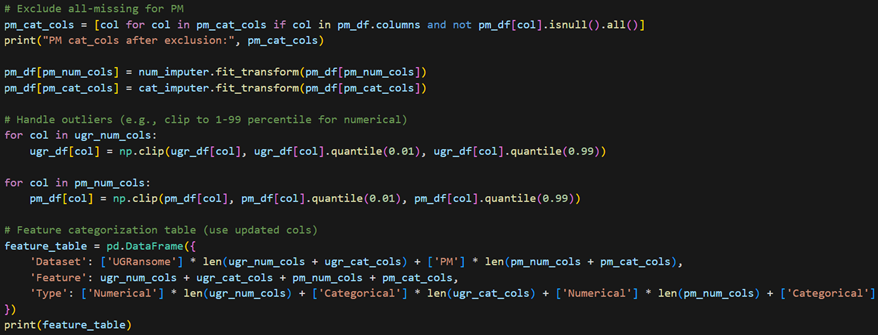 # Exclude all-missing for PM
pm_cat_cols = [col for col in pm_cat_cols if col in pm_df.columns and not pm_df[col].isnull().all()]
print("PM cat_cols after exclusion:", pm_cat_cols)

pm_df[pm_num_cols] = num_imputer.fit_transform(pm_df[pm_num_cols])
pm_df[pm_cat_cols] = cat_imputer.fit_transform(pm_df[pm_cat_cols])

# Handle outliers (e.g., clip to 1-99 percentile for numerical)
for col in ugr_num_cols:
    ugr_df[col] = np.clip(ugr_df[col], ugr_df[col].quantile(0.01), ugr_df[col].quantile(0.99))

for col in pm_num_cols:
    pm_df[col] = np.clip(pm_df[col], pm_df[col].quantile(0.01), pm_df[col].quantile(0.99))

# Feature categorization table (use updated cols)
feature_table = pd.DataFrame({
    'Dataset': ['UGRansome'] * len(ugr_num_cols + ugr_cat_cols) + ['PM'] * len(pm_num_cols + pm_cat_cols),
    'Feature': ugr_num_cols + ugr_cat_cols + pm_num_cols + pm_cat_cols,
    'Type': ['Numerical'] * len(ugr_num_cols) + ['Categorical'] * len(ugr_cat_cols) + ['Numerical'] * len(pm_num_cols) + ['Categorical']
})
print(feature_table)